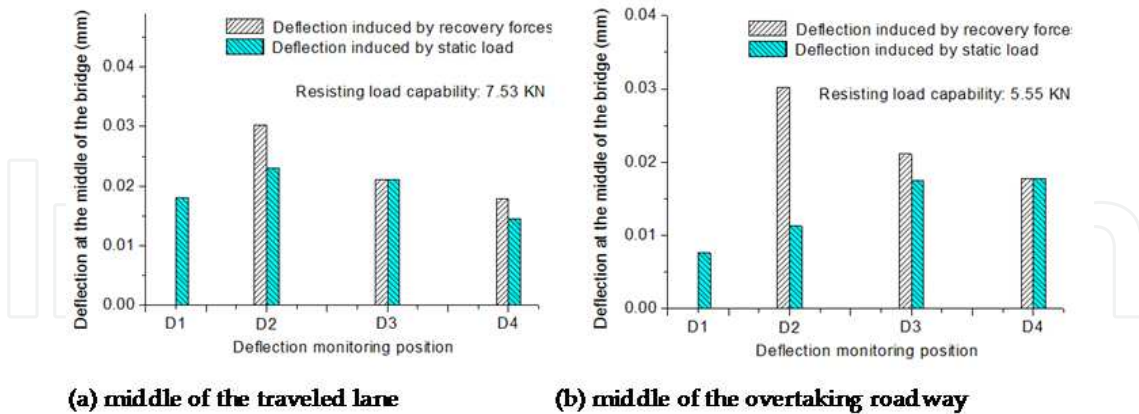 Deflection at the middle of the bridge (mm)
0.04
0.03
0.02
0.01
0.00
Deflection induced by recovery forces
Deflection induced by static load
Resisting load capability: 7.53 KN
D1 D2 D3 D4
Deflection monitoring position
(a) middle of the traveled lane
Deflection at the middle of the bridge (mm)
0.04
0.03
0.02
0.01
0.00
Deflection induced by recovery forces
Deflection induced by static load
Resisting load capability: 5.55 KN
D1 D2 D3 D4
Deflection monitoring position
(b) middle of the overtaking roadway